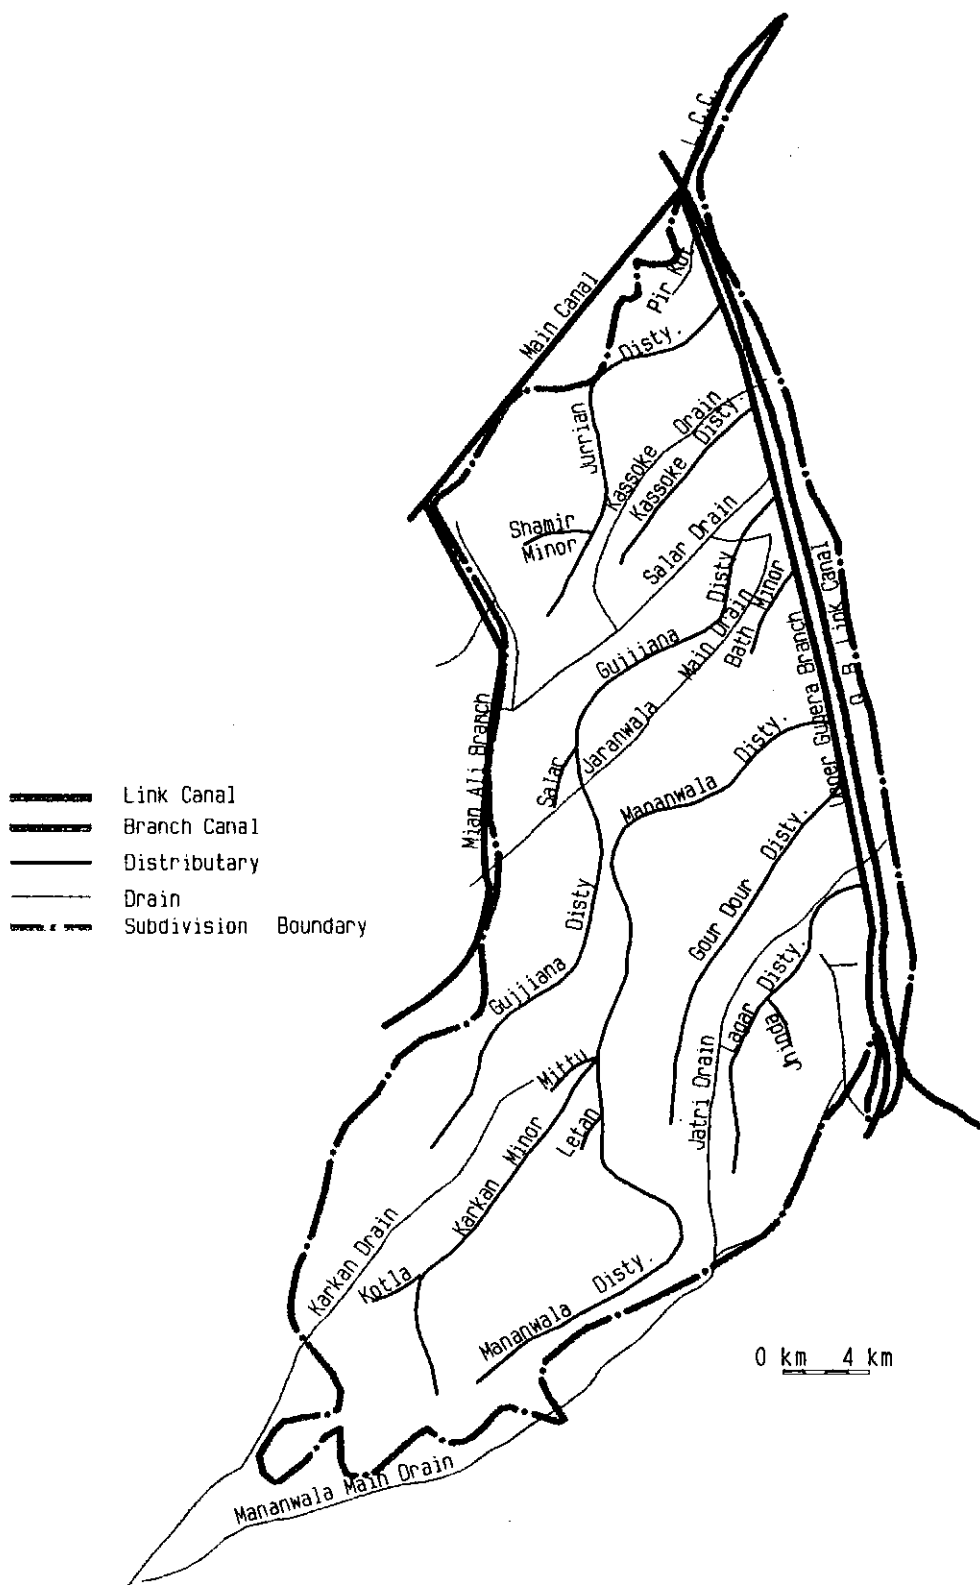 L.C.C.
Main Canal
Pir Kot
Disty.
Jurrian
Kassoke Drain
Kassoke Disty.
Shamir
Minor
Salar Drain
Disty
Gujjiana
Main Drain
Bath Minor
Jaranwala
Salar
Mian Ali Branch
Upper Gugera Branch
Q B Link Canal
Mananwala Disty.
Link Canal
Branch Canal
Distributary
Drain
Subdivision Boundary
Gour Dour Disty.
Disty
Gujjiana
Lagar Disty.
Jhinda
Jatri Drain
Mittu
Letan
Karkan Minor
Karkan Drain
Kotla
Mananwala Disty.
0 km 4 km
Mananwala Main Drain